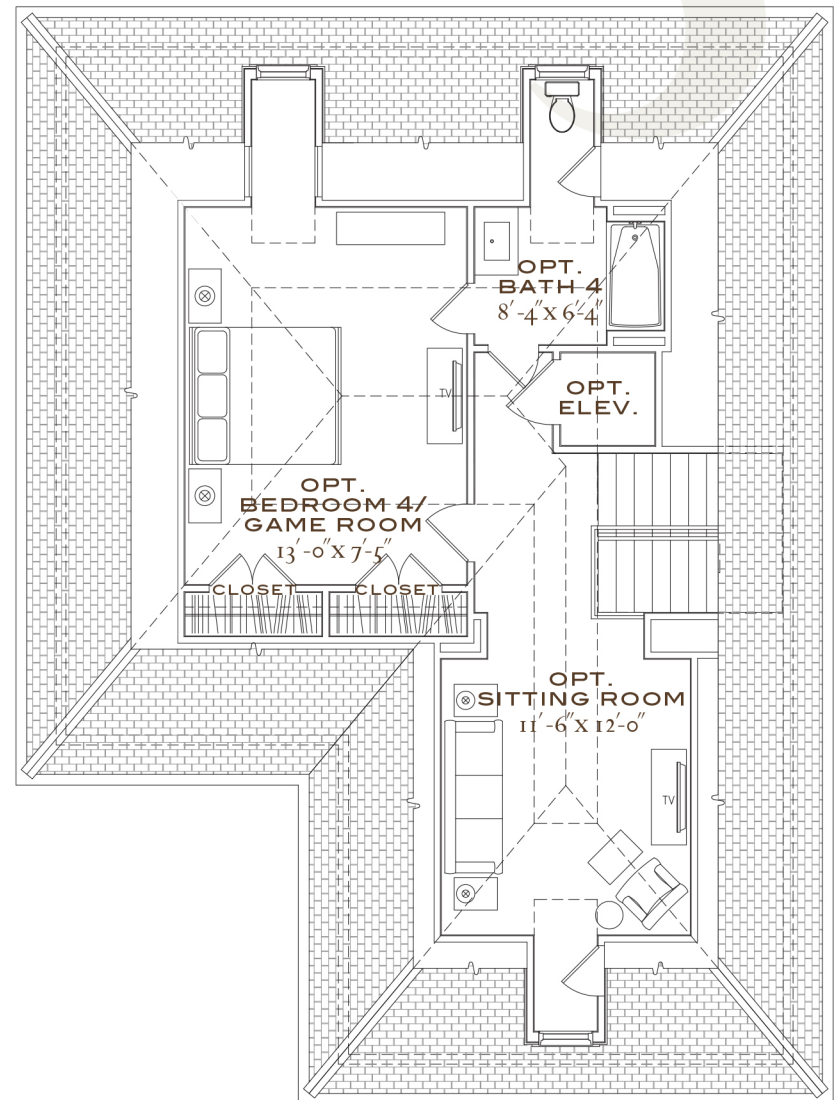 OPT.
BATH 4
8'-4"x 6'-4"
OPT.
ELEV.
TV
OPT.
BEDROOM 4/
GAME ROOM
13'-0"x 7'-5"
CLOSET
CLOSET
OPT.
SITTING ROOM
11'-6"x 12'-0"
TV